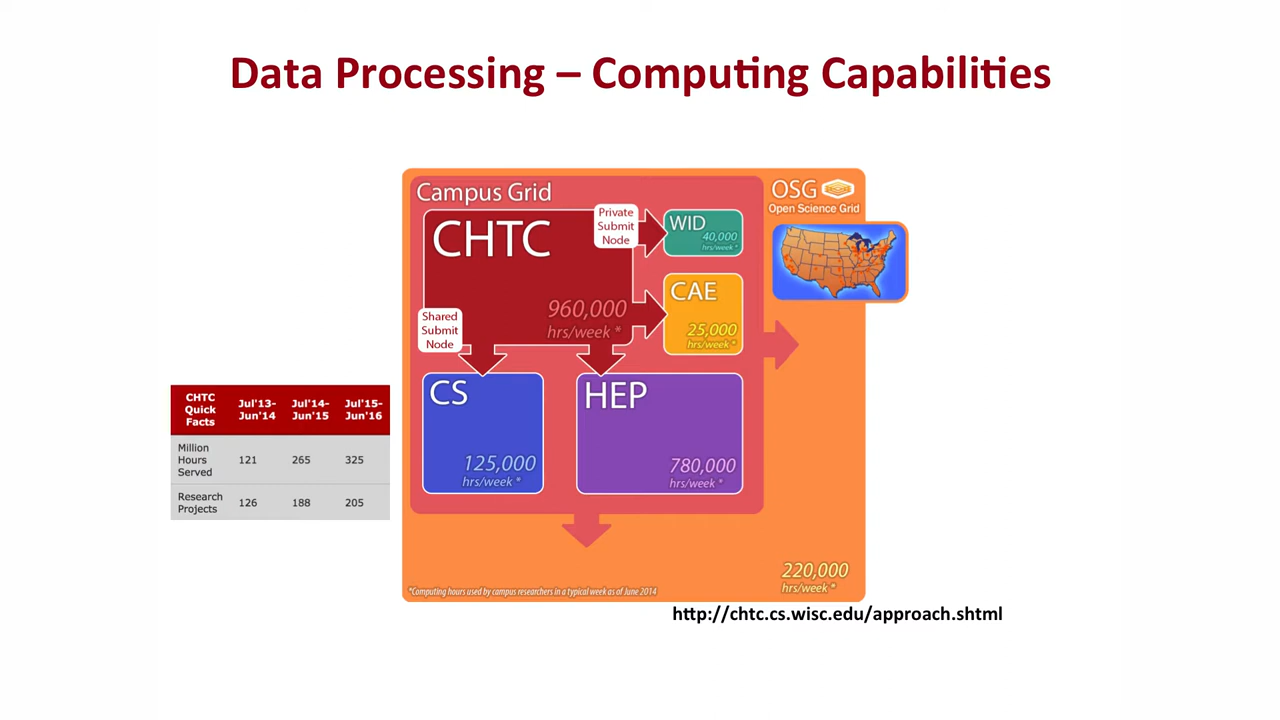 Data Processing – Computing Capabilities
Campus Grid
OSG
Open Science Grid
CHTC
Private
Submit
Node
WID
40,000
hrs/week *
960,000
hrs/week *
CAE
25,000
hrs/week *
Shared
Submit
Node
CS
125,000
hrs/week *
HEP
780,000
hrs/week *
CHTC Quick Facts Jul'13-Jun'14 Jul'14-Jun'15 Jul'15-Jun'16
Million Hours Served 121 265 325
Research Projects 126 188 205
220,000
hrs/week *
*Computing hours used by campus researchers in a typical week as of June 2014
http://chtc.cs.wisc.edu/approach.shtml